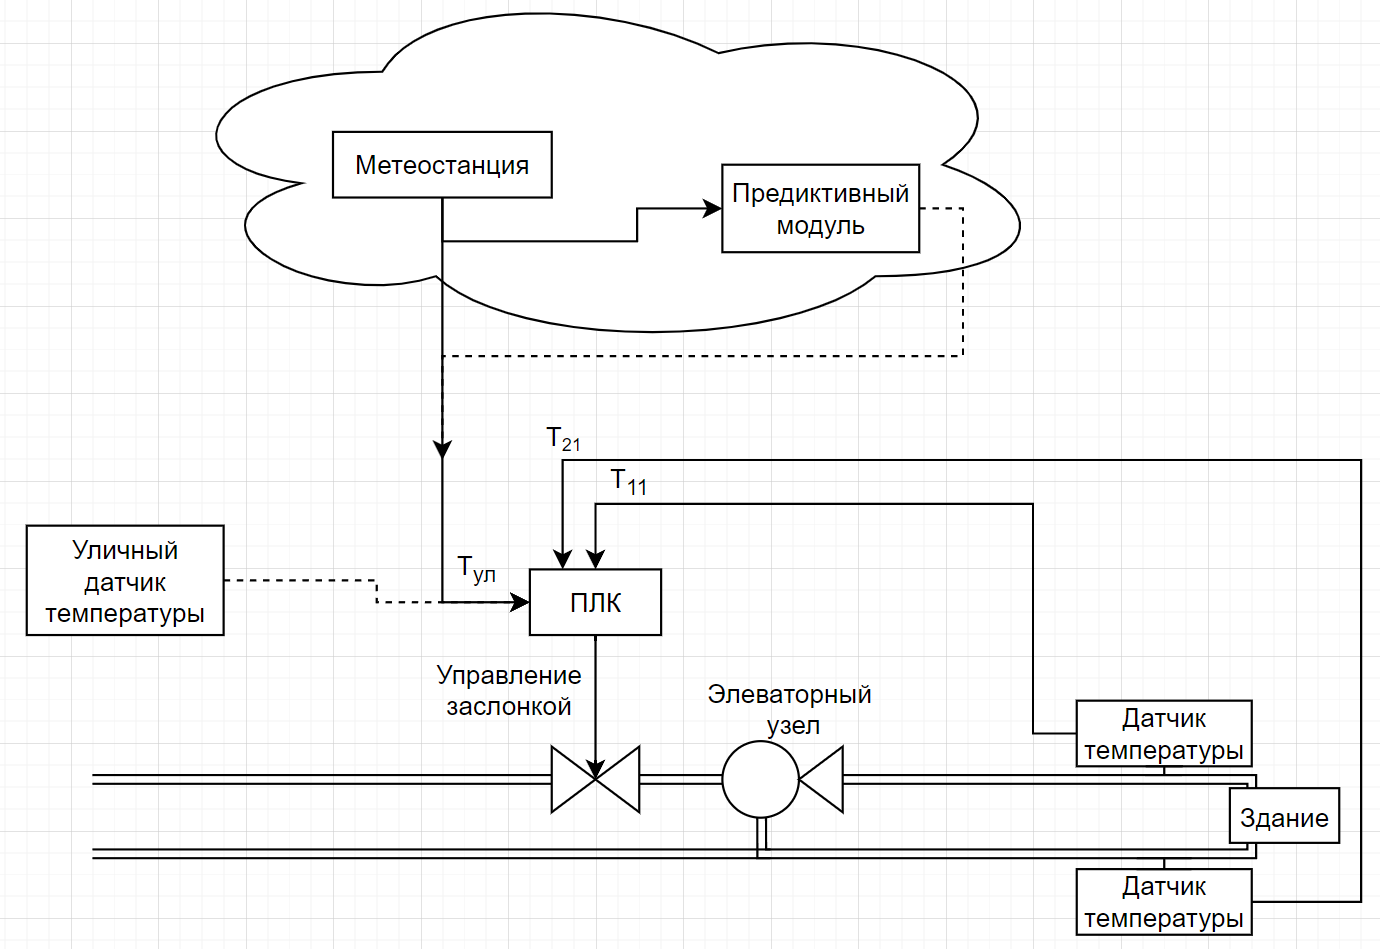 Метеостанция
Предиктивный
модуль
T21
T11
Уличный
датчик
температуры
Tул
ПЛК
Управление
заслонкой
Элеваторный
узел
Датчик
температуры
Здание
Датчик
температуры